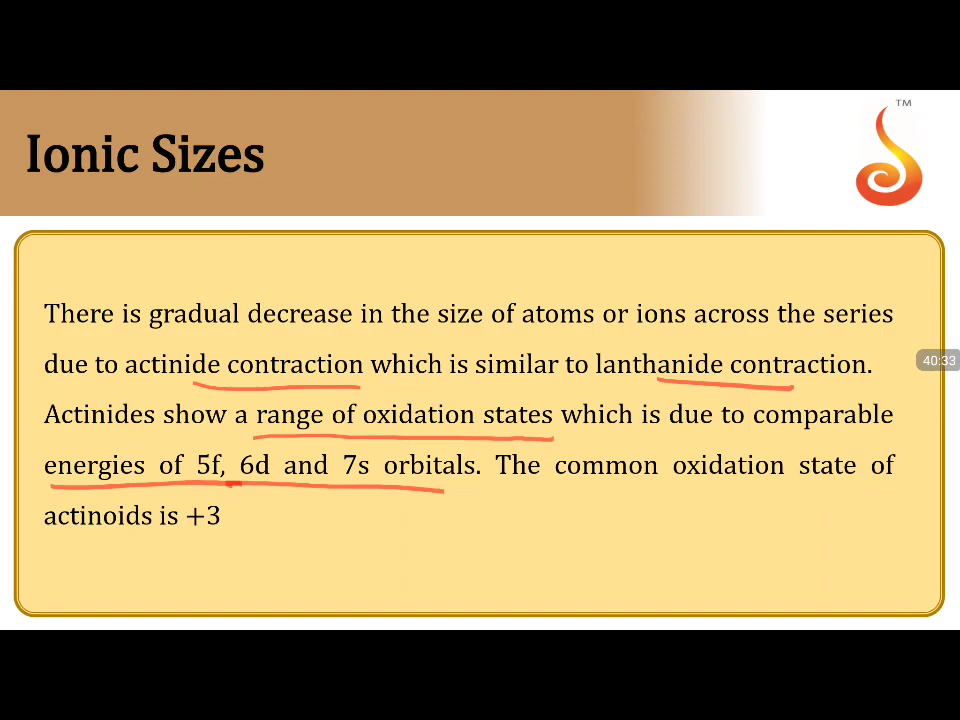 TM
Ionic Sizes
There is gradual decrease in the size of atoms or ions across the series
due to actinide contraction which is similar to lanthanide contraction.
40:33
Actinides show a range of oxidation states which is due to comparable
energies of 5f, 6d and 7s orbitals. The common oxidation state of
actinoids is +3